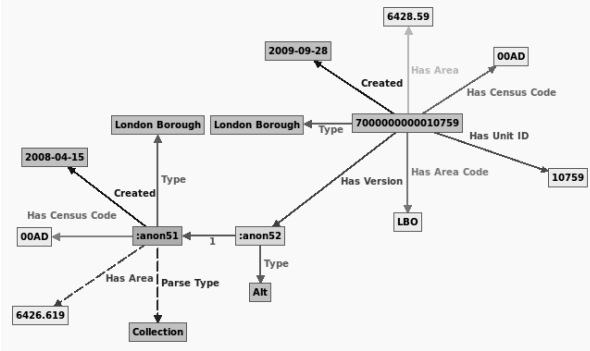 6428.59
2009-09-28
00AD
Has Area
Created
Has Census Code
London Borough
London Borough
Type
7000000000010759
Has Unit ID
2008-04-15
Type
Has Version
Has Area Code
10759
Created
Has Census Code
00AD
:anon51
1
:anon52
LBO
Has Area
Parse Type
Type
6426.619
Alt
Collection